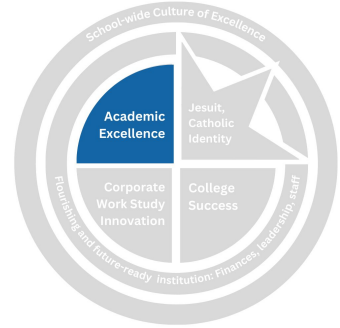 School-wide Culture of Excellence
Academic
Excellence
Jesuit,
Catholic
Identity
Corporate
Work Study
Innovation
College
Success
Flourishing and future-ready institution: Finances, leadership, staff